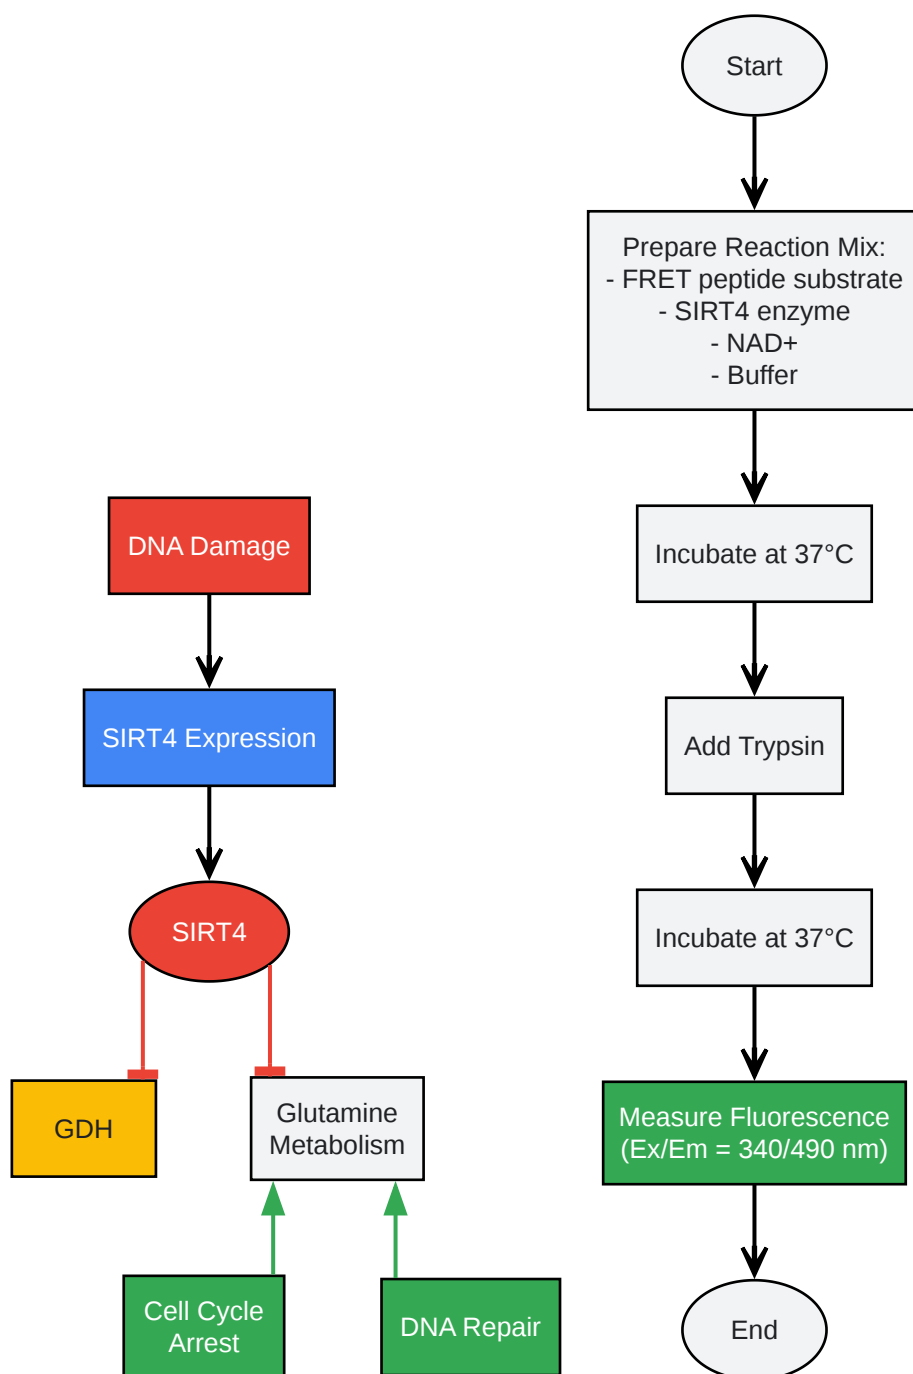 Start
Prepare Reaction Mix:
- FRET peptide substrate
- SIRT4 enzyme
- NAD+
- Buffer
Incubate at 37°C
Add Trypsin
Incubate at 37°C
Measure Fluorescence
(Ex/Em = 340/490 nm)
End
DNA Damage
SIRT4 Expression
SIRT4
GDH
Glutamine
Metabolism
Cell Cycle
Arrest
DNA Repair